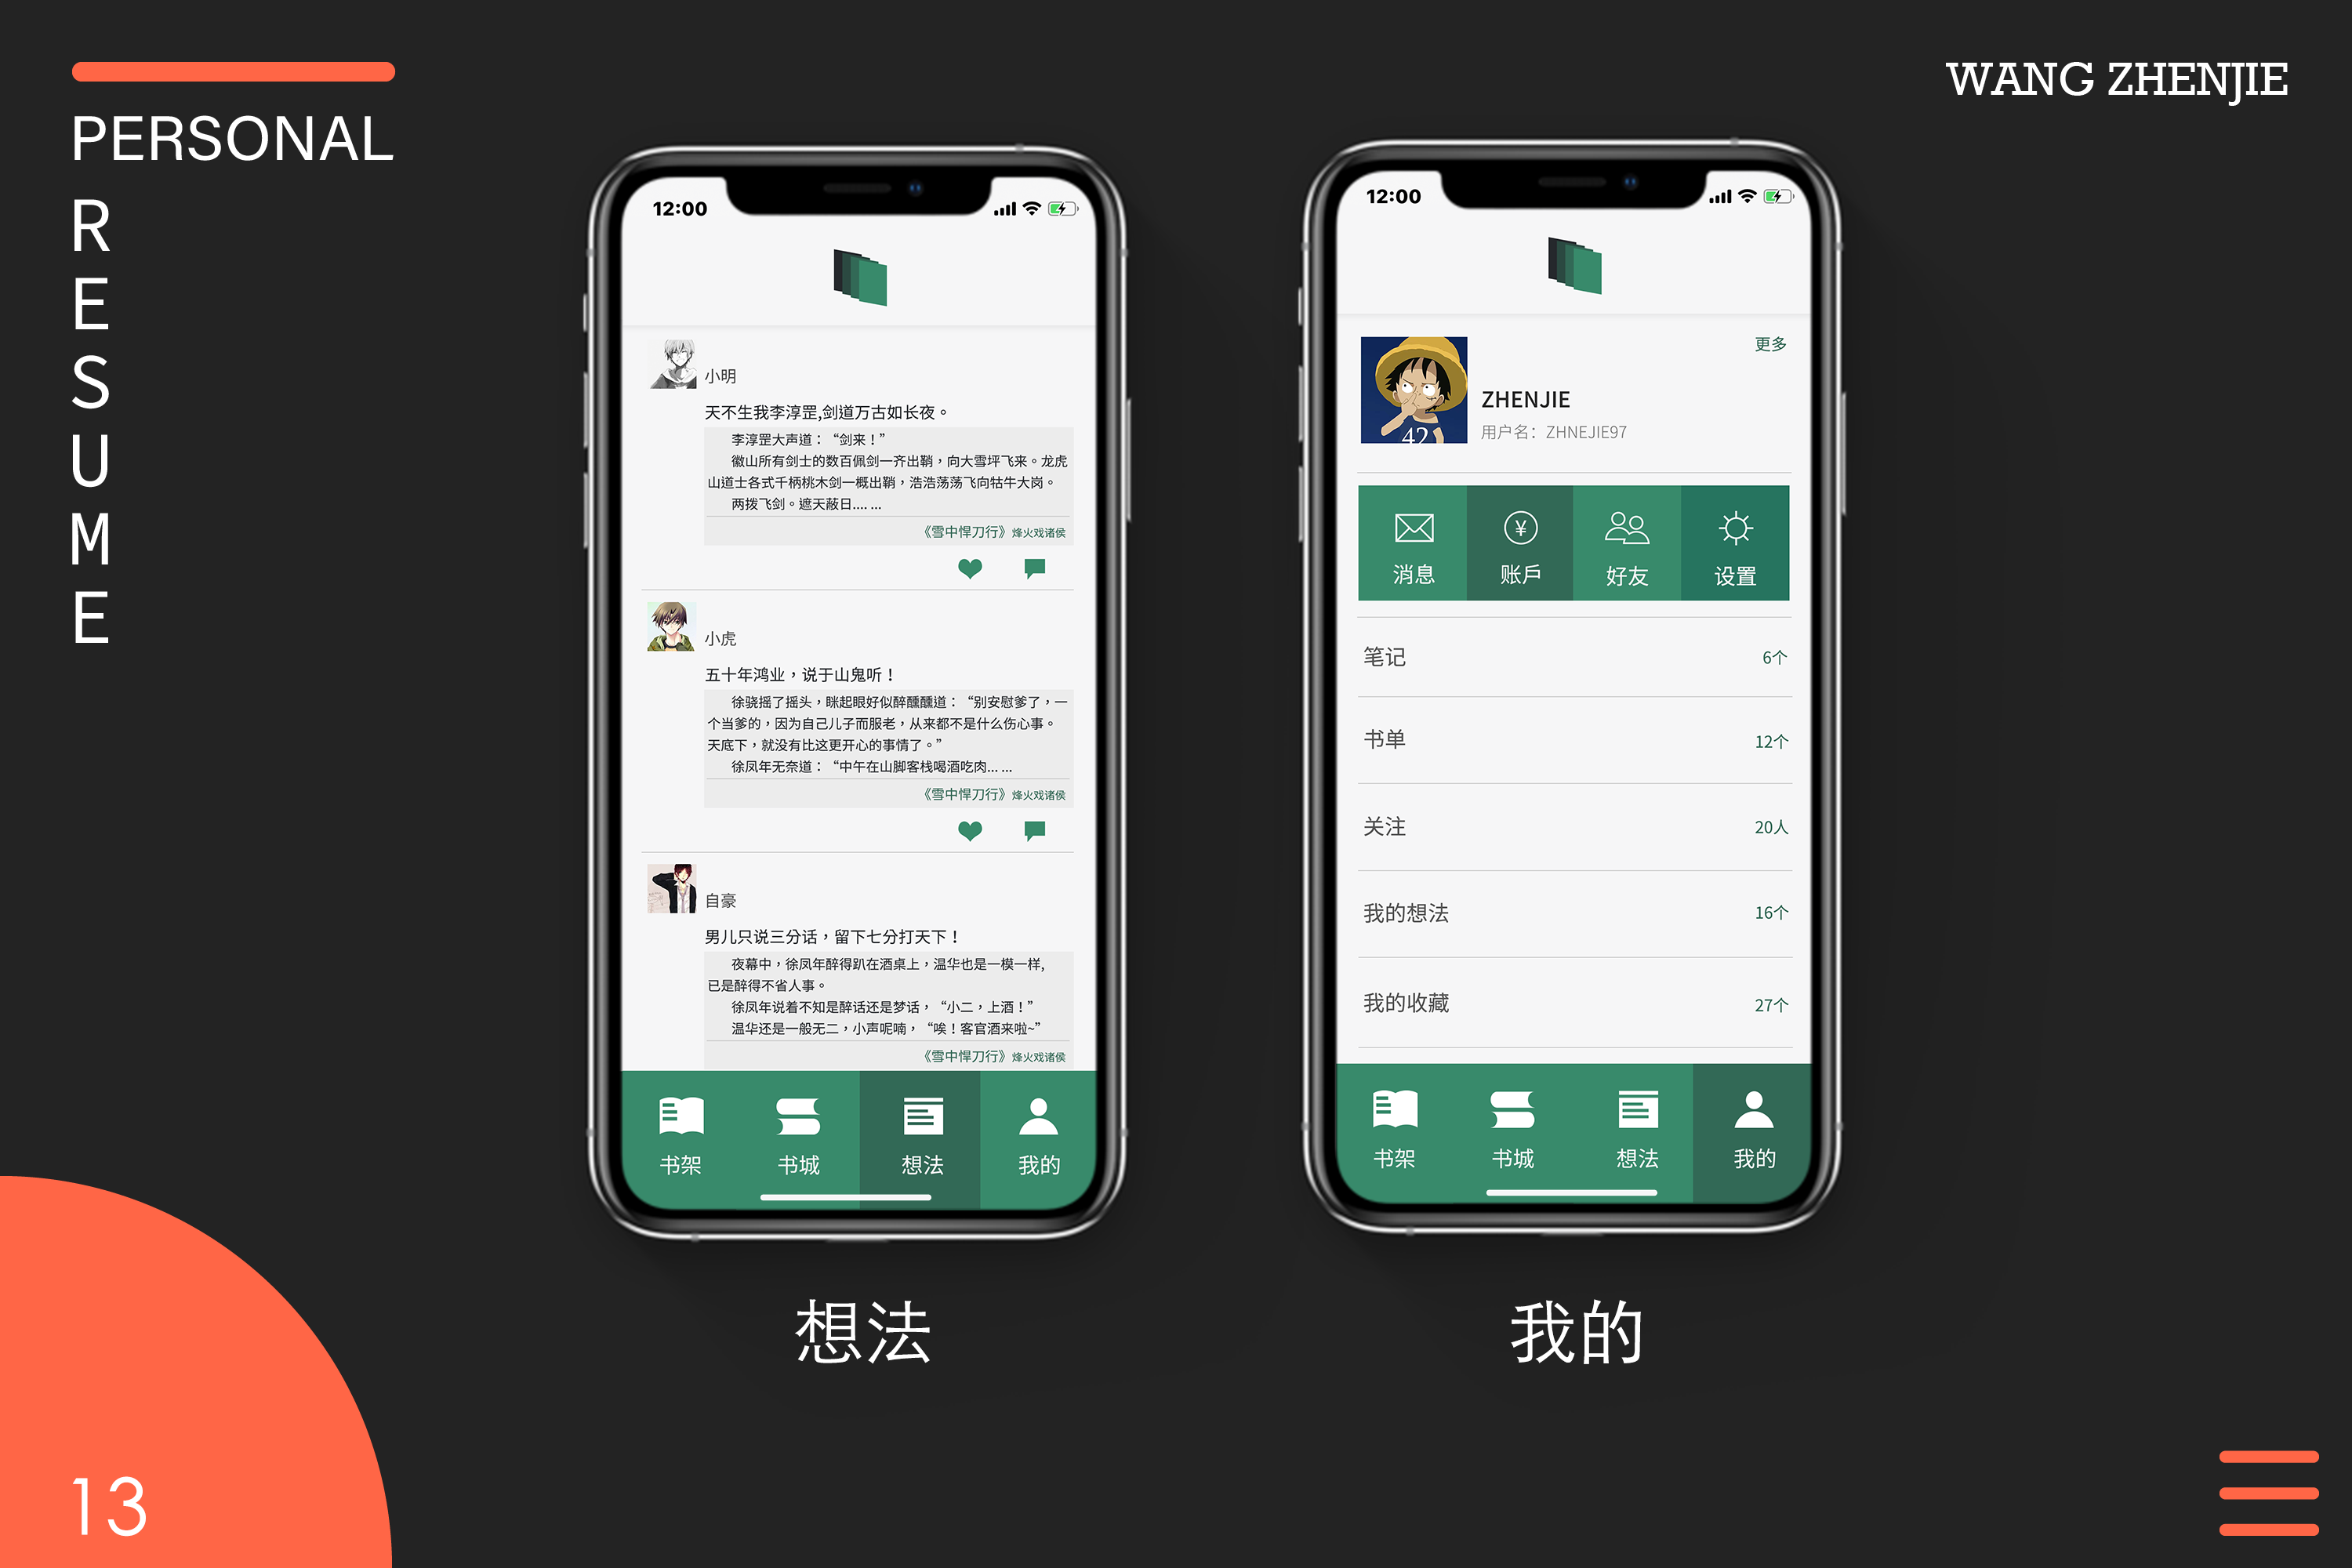 PERSONAL
RESUME
WANG ZHENJIE
12:00
小明
天不生我李淳罡,剑道万古如长夜。
李淳罡大声道：“剑来！”
徽山所有剑士的数百佩剑一齐出鞘，向大雪坪飞来。龙虎
山道士各式千柄桃木剑一概出鞘，浩浩荡荡飞向牯牛大岗。
两拨飞剑。遮天蔽日.... ...
《雪中悍刀行》烽火戏诸侯
小虎
五十年鸿业，说于山鬼听！
徐骁摇了摇头，眯起眼好似醉醺醺道：“别安慰爹了，一
个当爹的，因为自己儿子而服老，从来都不是什么伤心事。
天底下，就没有比这更开心的事情了。”
徐凤年无奈道：“中午在山脚客栈喝酒吃肉... ...
《雪中悍刀行》烽火戏诸侯
自豪
男儿只说三分话，留下七分打天下！
夜幕中，徐凤年醉得趴在酒桌上，温华也是一模一样,
已是醉得不省人事。
徐凤年说着不知是醉话还是梦话，“小二，上酒！”
温华还是一般无二，小声呢喃，“唉！客官酒来啦~”
《雪中悍刀行》烽火戏诸侯
书架 书城 想法 我的
想法
12:00
更多
42
ZHENJIE
用户名：ZHNEJIE97
消息 账戶 好友 设置
笔记 6个
书单 12个
关注 20人
我的想法 16个
我的收藏 27个
书架 书城 想法 我的
我的
13